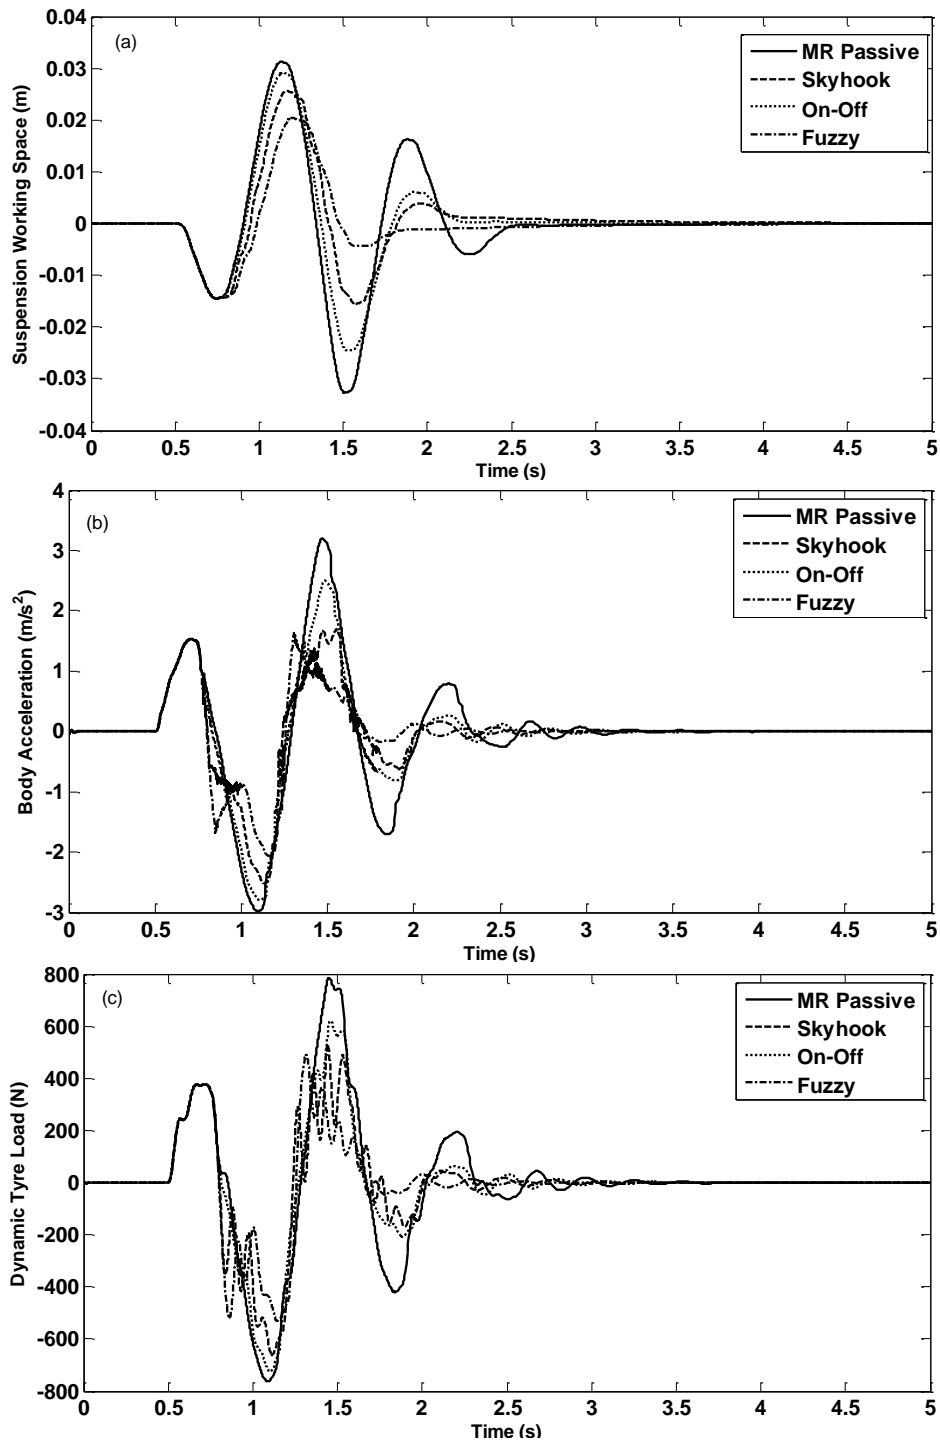 (a)
MR Passive
Skyhook
On-Off
Fuzzy
Suspension Working Space (m)
0.04
0.03
0.02
0.01
0
-0.01
-0.02
-0.03
-0.04
0 0.5 1 1.5 2 2.5 3 3.5 4 4.5 5
Time (s)
(b)
MR Passive
Skyhook
On-Off
Fuzzy
Body Acceleration (m/s²)
4
3
2
1
0
-1
-2
-3
0 0.5 1 1.5 2 2.5 3 3.5 4 4.5 5
Time (s)
(c)
MR Passive
Skyhook
On-Off
Fuzzy
Dynamic Tyre Load (N)
800
600
400
200
0
-200
-400
-600
-800
0 0.5 1 1.5 2 2.5 3 3.5 4 4.5 5
Time (s)